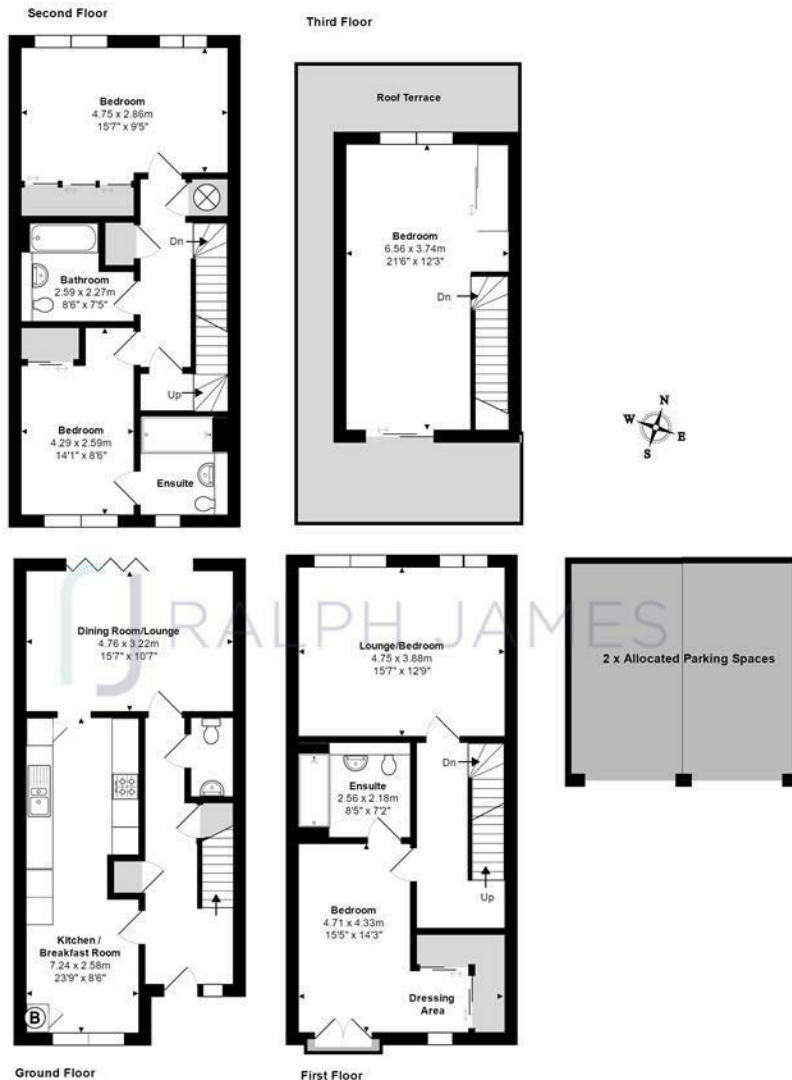 Second Floor
Bedroom
4.75 x 2.86m
15'7" x 9'5"
Dn
Bathroom
2.59 x 2.27m
8'6" x 7'5"
Up
Bedroom
4.29 x 2.59m
14'1" x 8'6"
Ensuite
Third Floor
Roof Terrace
Bedroom
6.56 x 3.74m
21'6" x 12'3"
Dn
N
W
E
S
Dining Room/Lounge
4.76 x 3.22m
15'7" x 10'7"
Kitchen /
Breakfast Room
7.24 x 2.58m
23'9" x 8'6"
B
Ground Floor
RALPH JAMES
Lounge/Bedroom
4.75 x 3.88m
15'7" x 12'9"
Dn
Ensuite
2.56 x 2.18m
8'5" x 7'2"
Up
Bedroom
4.71 x 4.33m
15'5" x 14'3"
Dressing
Area
First Floor
2 x Allocated Parking Spaces